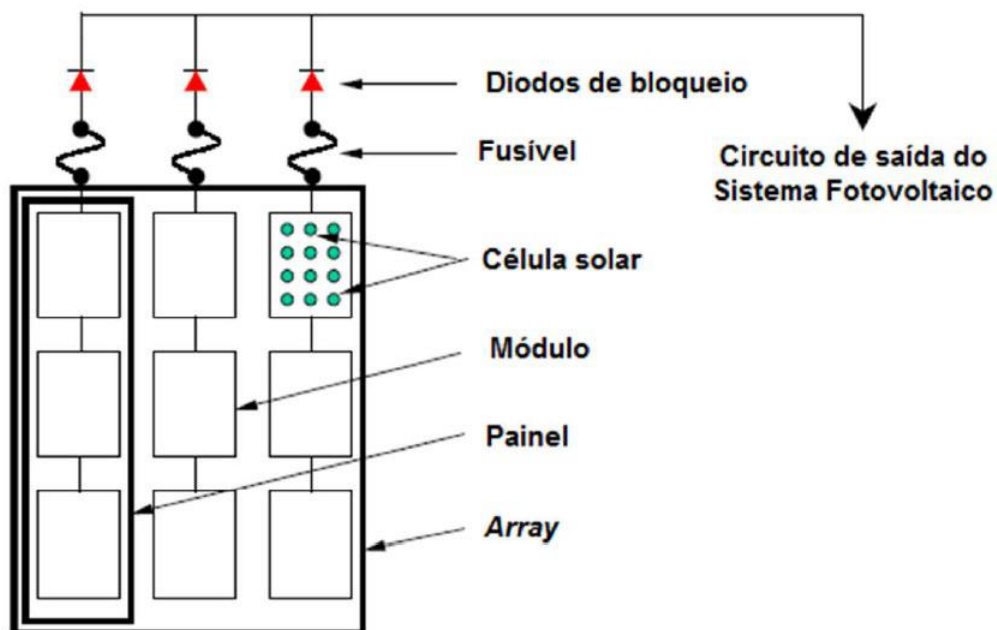 Diodos de bloqueio
Fusível
Circuito de saída do
Sistema Fotovoltaico
Célula solar
Módulo
Painel
Array